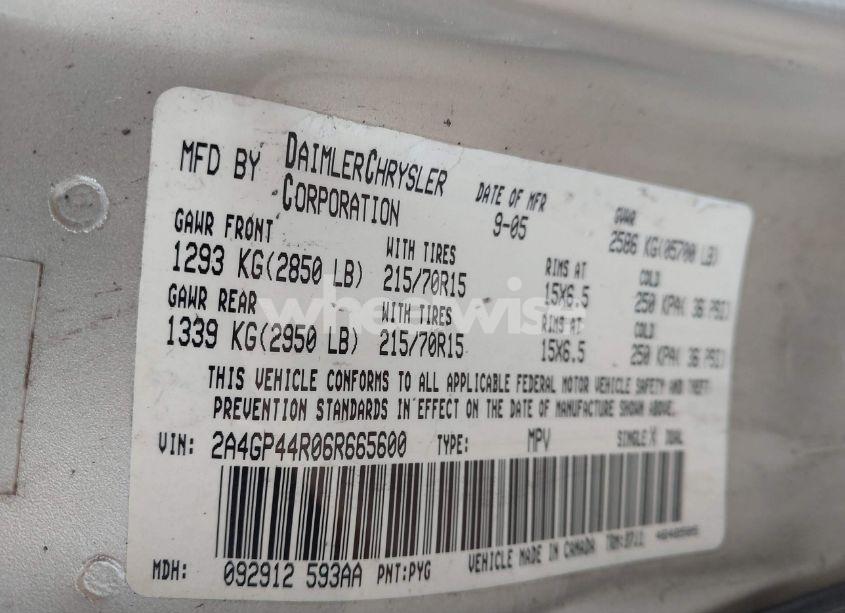 MFD BY DAIMLERCHRYSLER CORPORATION
DATE OF MFR 9-05
GVWR 2586 KG(05700 LB)
GAWR FRONT WITH TIRES RIMS AT COLD
1293 KG(2850 LB) 215/70R15 15X6.5 250 KPA( 36 PSI)
GAWR REAR WITH TIRES RIMS AT COLD
1339 KG(2950 LB) 215/70R15 15X6.5 250 KPA( 36 PSI)
THIS VEHICLE CONFORMS TO ALL APPLICABLE FEDERAL MOTOR VEHICLE SAFETY AND THEFT
PREVENTION STANDARDS IN EFFECT ON THE DATE OF MANUFACTURE SHOWN ABOVE.
VIN: 2A4GP44R06R665600 TYPE: MPV SINGLE X DUAL
MDH: 092912 593AA PNT:PYG VEHICLE MADE IN CANADA